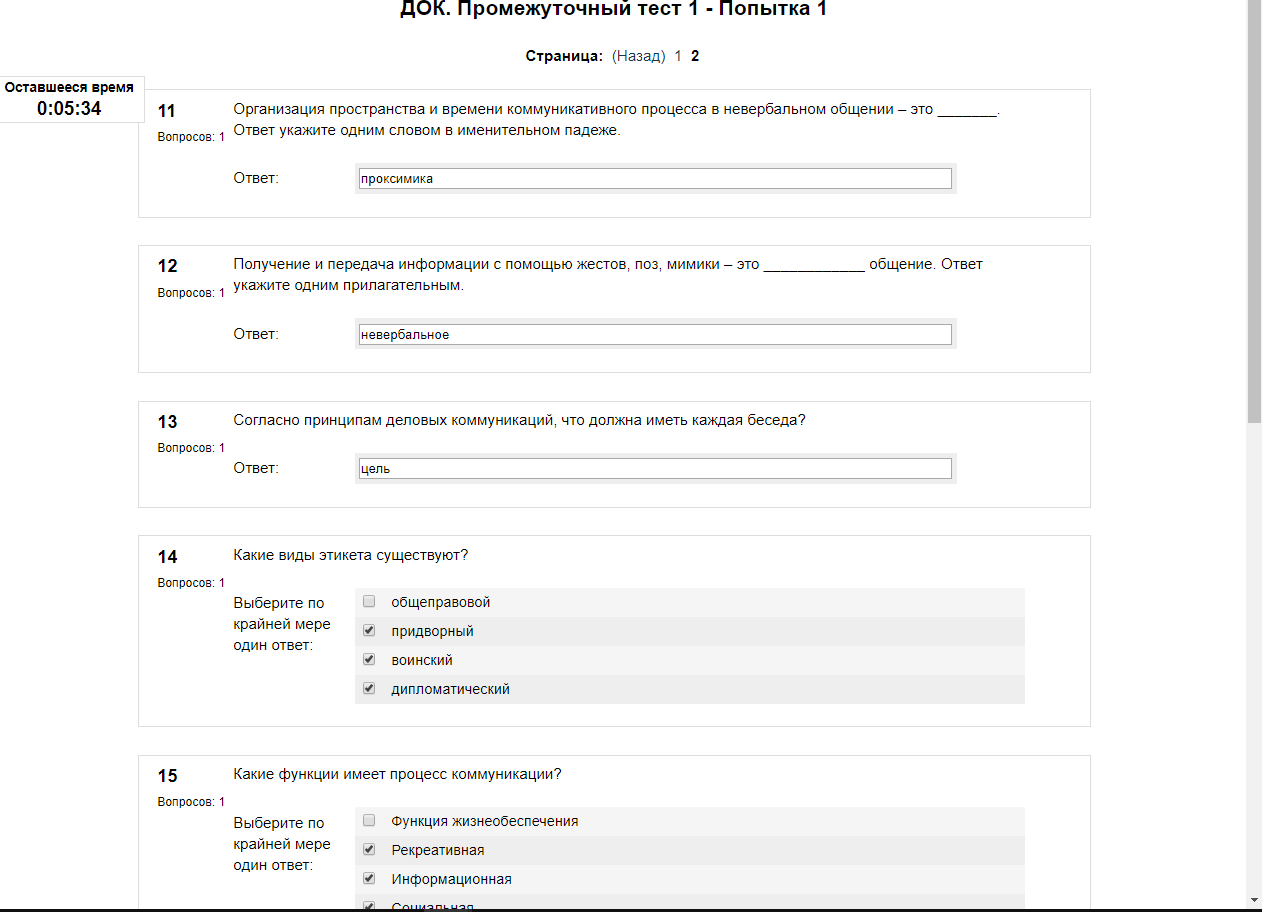 ДОК. Промежуточный тест 1 - Попытка 1
Страница: (Назад) 1 2
Оставшееся время
0:05:34
11
Вопросов: 1
Организация пространства и времени коммуникативного процесса в невербальном общении – это _______.
Ответ укажите одним словом в именительном падеже.
Ответ:
проксимика
12
Вопросов: 1
Получение и передача информации с помощью жестов, поз, мимики – это ____________ общение. Ответ
укажите одним прилагательным.
Ответ:
невербальное
13
Вопросов: 1
Согласно принципам деловых коммуникаций, что должна иметь каждая беседа?
Ответ:
цель
14
Вопросов: 1
Какие виды этикета существуют?
Выберите по
крайней мере
один ответ:
общеправовой
придворный
воинский
дипломатический
15
Вопросов: 1
Какие функции имеет процесс коммуникации?
Выберите по
крайней мере
один ответ:
Функция жизнеобеспечения
Рекреативная
Информационная
Социальная